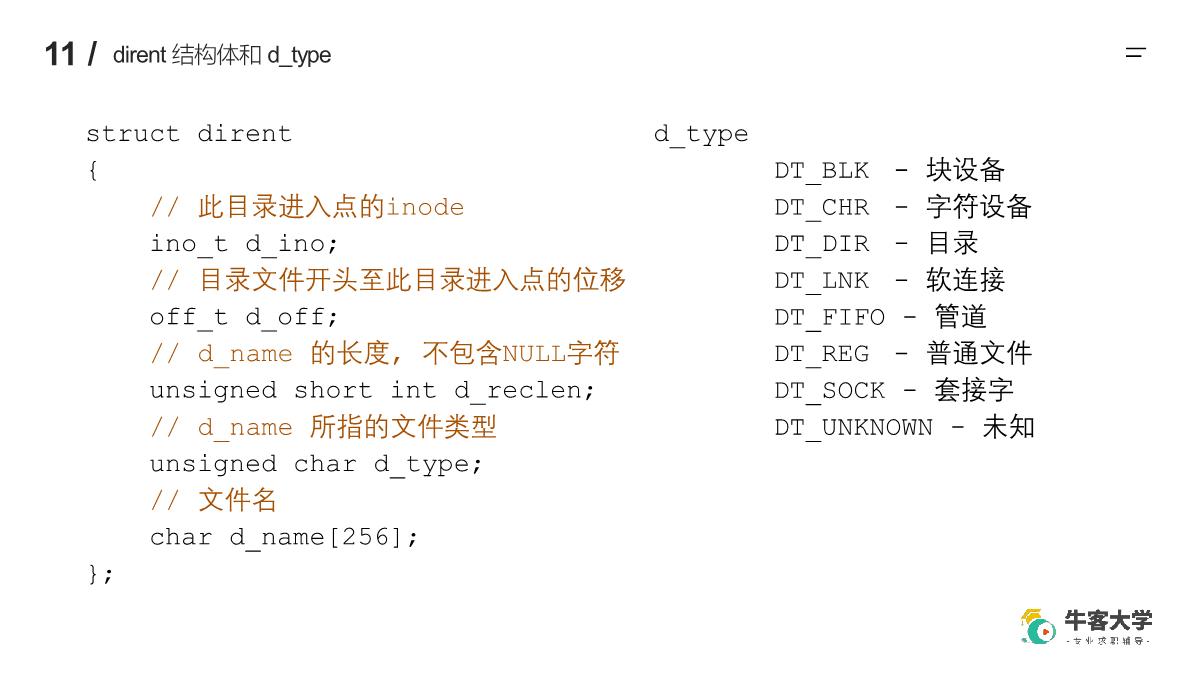 11 / dirent 结构体和 d_type
struct dirent
{
// 此目录进入点的inode
ino_t d_ino;
// 目录文件开头至此目录进入点的位移
off_t d_off;
// d_name 的长度, 不包含NULL字符
unsigned short int d_reclen;
// d_name 所指的文件类型
unsigned char d_type;
// 文件名
char d_name[256];
};
d_type
DT_BLK - 块设备
DT_CHR - 字符设备
DT_DIR - 目录
DT_LNK - 软连接
DT_FIFO - 管道
DT_REG - 普通文件
DT_SOCK - 套接字
DT_UNKNOWN - 未知
牛客大学
-专业求职辅导-